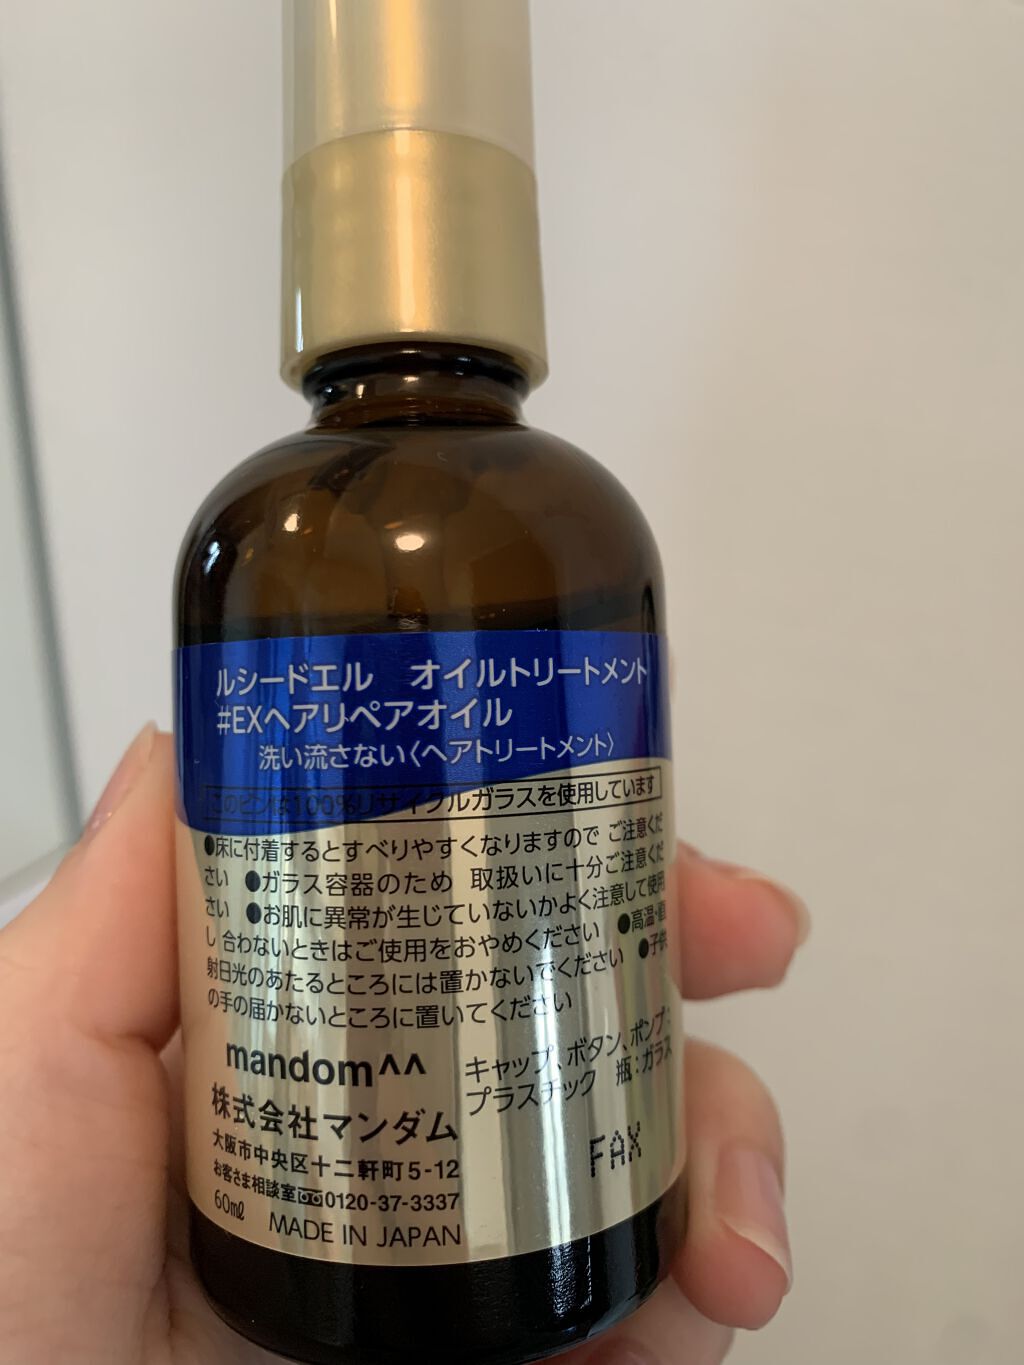 ルシードエル オイルトリートメント
#EXヘアリペアオイル
洗い流さない〈ヘアトリートメント〉
このビンは100%リサイクルガラスを使用しています
●床に付着するとすべりやすくなりますので ご注意くだ
さい ●ガラス容器のため 取扱いに十分ご注意くだ
さい ●お肌に異常が生じていないかよく注意して使用
し 合わないときはご使用をおやめください ●高温・直
射日光のあたるところには置かないでください ●子供
の手の届かないところに置いてください
mandom^^
株式会社マンダム
大阪市中央区十二軒町5-12
お客さま相談室 0120-37-3337
60㎖ MADE IN JAPAN
キャップ、ボタン、ポンプ:
プラスチック 瓶:ガラス
FAX